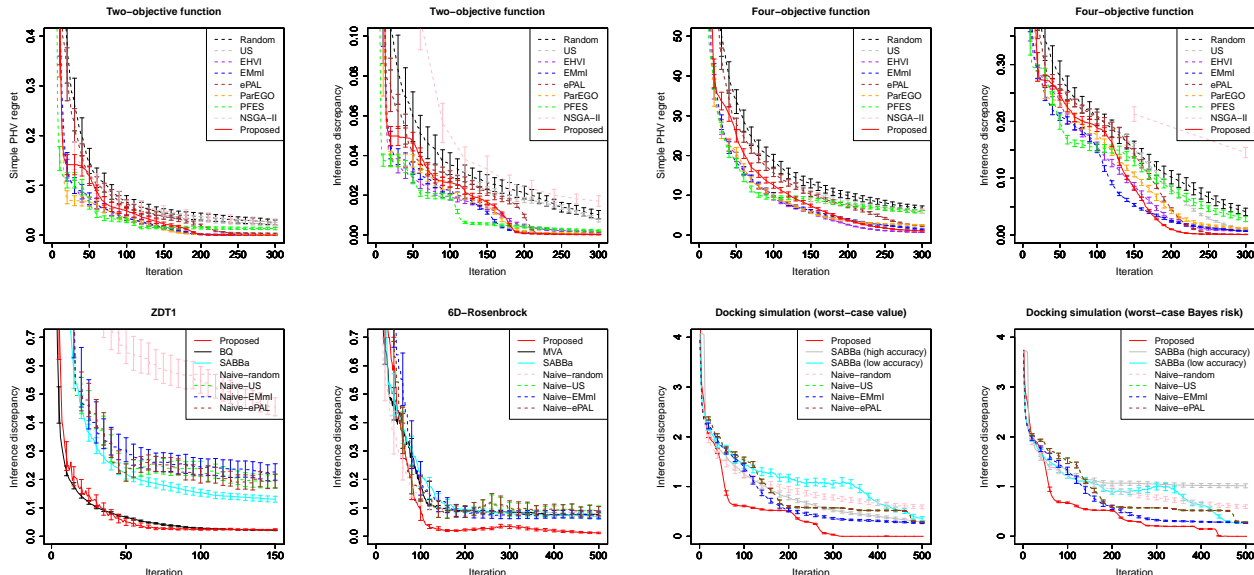 Two−objective function
Simple PHV regret
0.4
0.3
0.2
0.1
0.0
0 50 100 150 200 250 300
Iteration
Random
US
EHVI
EMmI
ePAL
ParEGO
PFES
NSGA−II
Proposed
Two−objective function
Inference discrepancy
0.10
0.08
0.06
0.04
0.02
0.00
0 50 100 150 200 250 300
Iteration
Random
US
EHVI
EMmI
ePAL
ParEGO
PFES
NSGA−II
Proposed
Four−objective function
Simple PHV regret
50
40
30
20
10
0
0 50 100 150 200 250 300
Iteration
Random
US
EHVI
EMmI
ePAL
ParEGO
PFES
NSGA−II
Proposed
Four−objective function
Inference discrepancy
0.30
0.20
0.10
0.00
0 50 100 150 200 250 300
Iteration
Random
US
EHVI
EMmI
ePAL
ParEGO
PFES
NSGA−II
Proposed
ZDT1
Inference discrepancy
0.7
0.6
0.5
0.4
0.3
0.2
0.1
0.0
50 100 150
Iteration
Proposed
BQ
SABBa
Naive−random
Naive−US
Naive−EMmI
Naive−ePAL
6D−Rosenbrock
Inference discrepancy
0.7
0.6
0.5
0.4
0.3
0.2
0.1
0.0
0 100 200 300 400 500
Iteration
Proposed
MVA
SABBa
Naive−random
Naive−US
Naive−EMmI
Naive−ePAL
Docking simulation (worst−case value)
Inference discrepancy
4
3
2
1
0
0 100 200 300 400 500
Iteration
Proposed
SABBa (high accuracy)
SABBa (low accuracy)
Naive−random
Naive−US
Naive−EMmI
Naive−ePAL
Docking simulation (worst−case Bayes risk)
Inference discrepancy
4
3
2
1
0
0 100 200 300 400 500
Iteration
Proposed
SABBa (high accuracy)
SABBa (low accuracy)
Naive−random
Naive−US
Naive−EMmI
Naive−ePAL